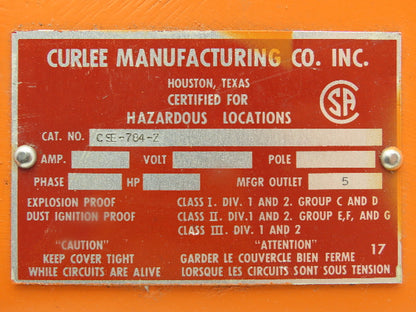 CURLEE MANUFACTURING CO. INC.
HOUSTON, TEXAS
CERTIFIED FOR
HAZARDOUS LOCATIONS
CSA
CAT. NO. CSE-784-Z
AMP. VOLT POLE
PHASE HP MFGR OUTLET 5
EXPLOSION PROOF CLASS I. DIV. 1 AND 2. GROUP C AND D
DUST IGNITION PROOF CLASS II. DIV.1 AND 2. GROUP E,F, AND G
CLASS III. DIV. 1 AND 2
"CAUTION" "ATTENTION" 17
KEEP COVER TIGHT GARDER LE COUVERCLE BIEN FERME
WHILE CIRCUITS ARE ALIVE LORSQUE LES CIRCUITS SONT SOUS TENSION